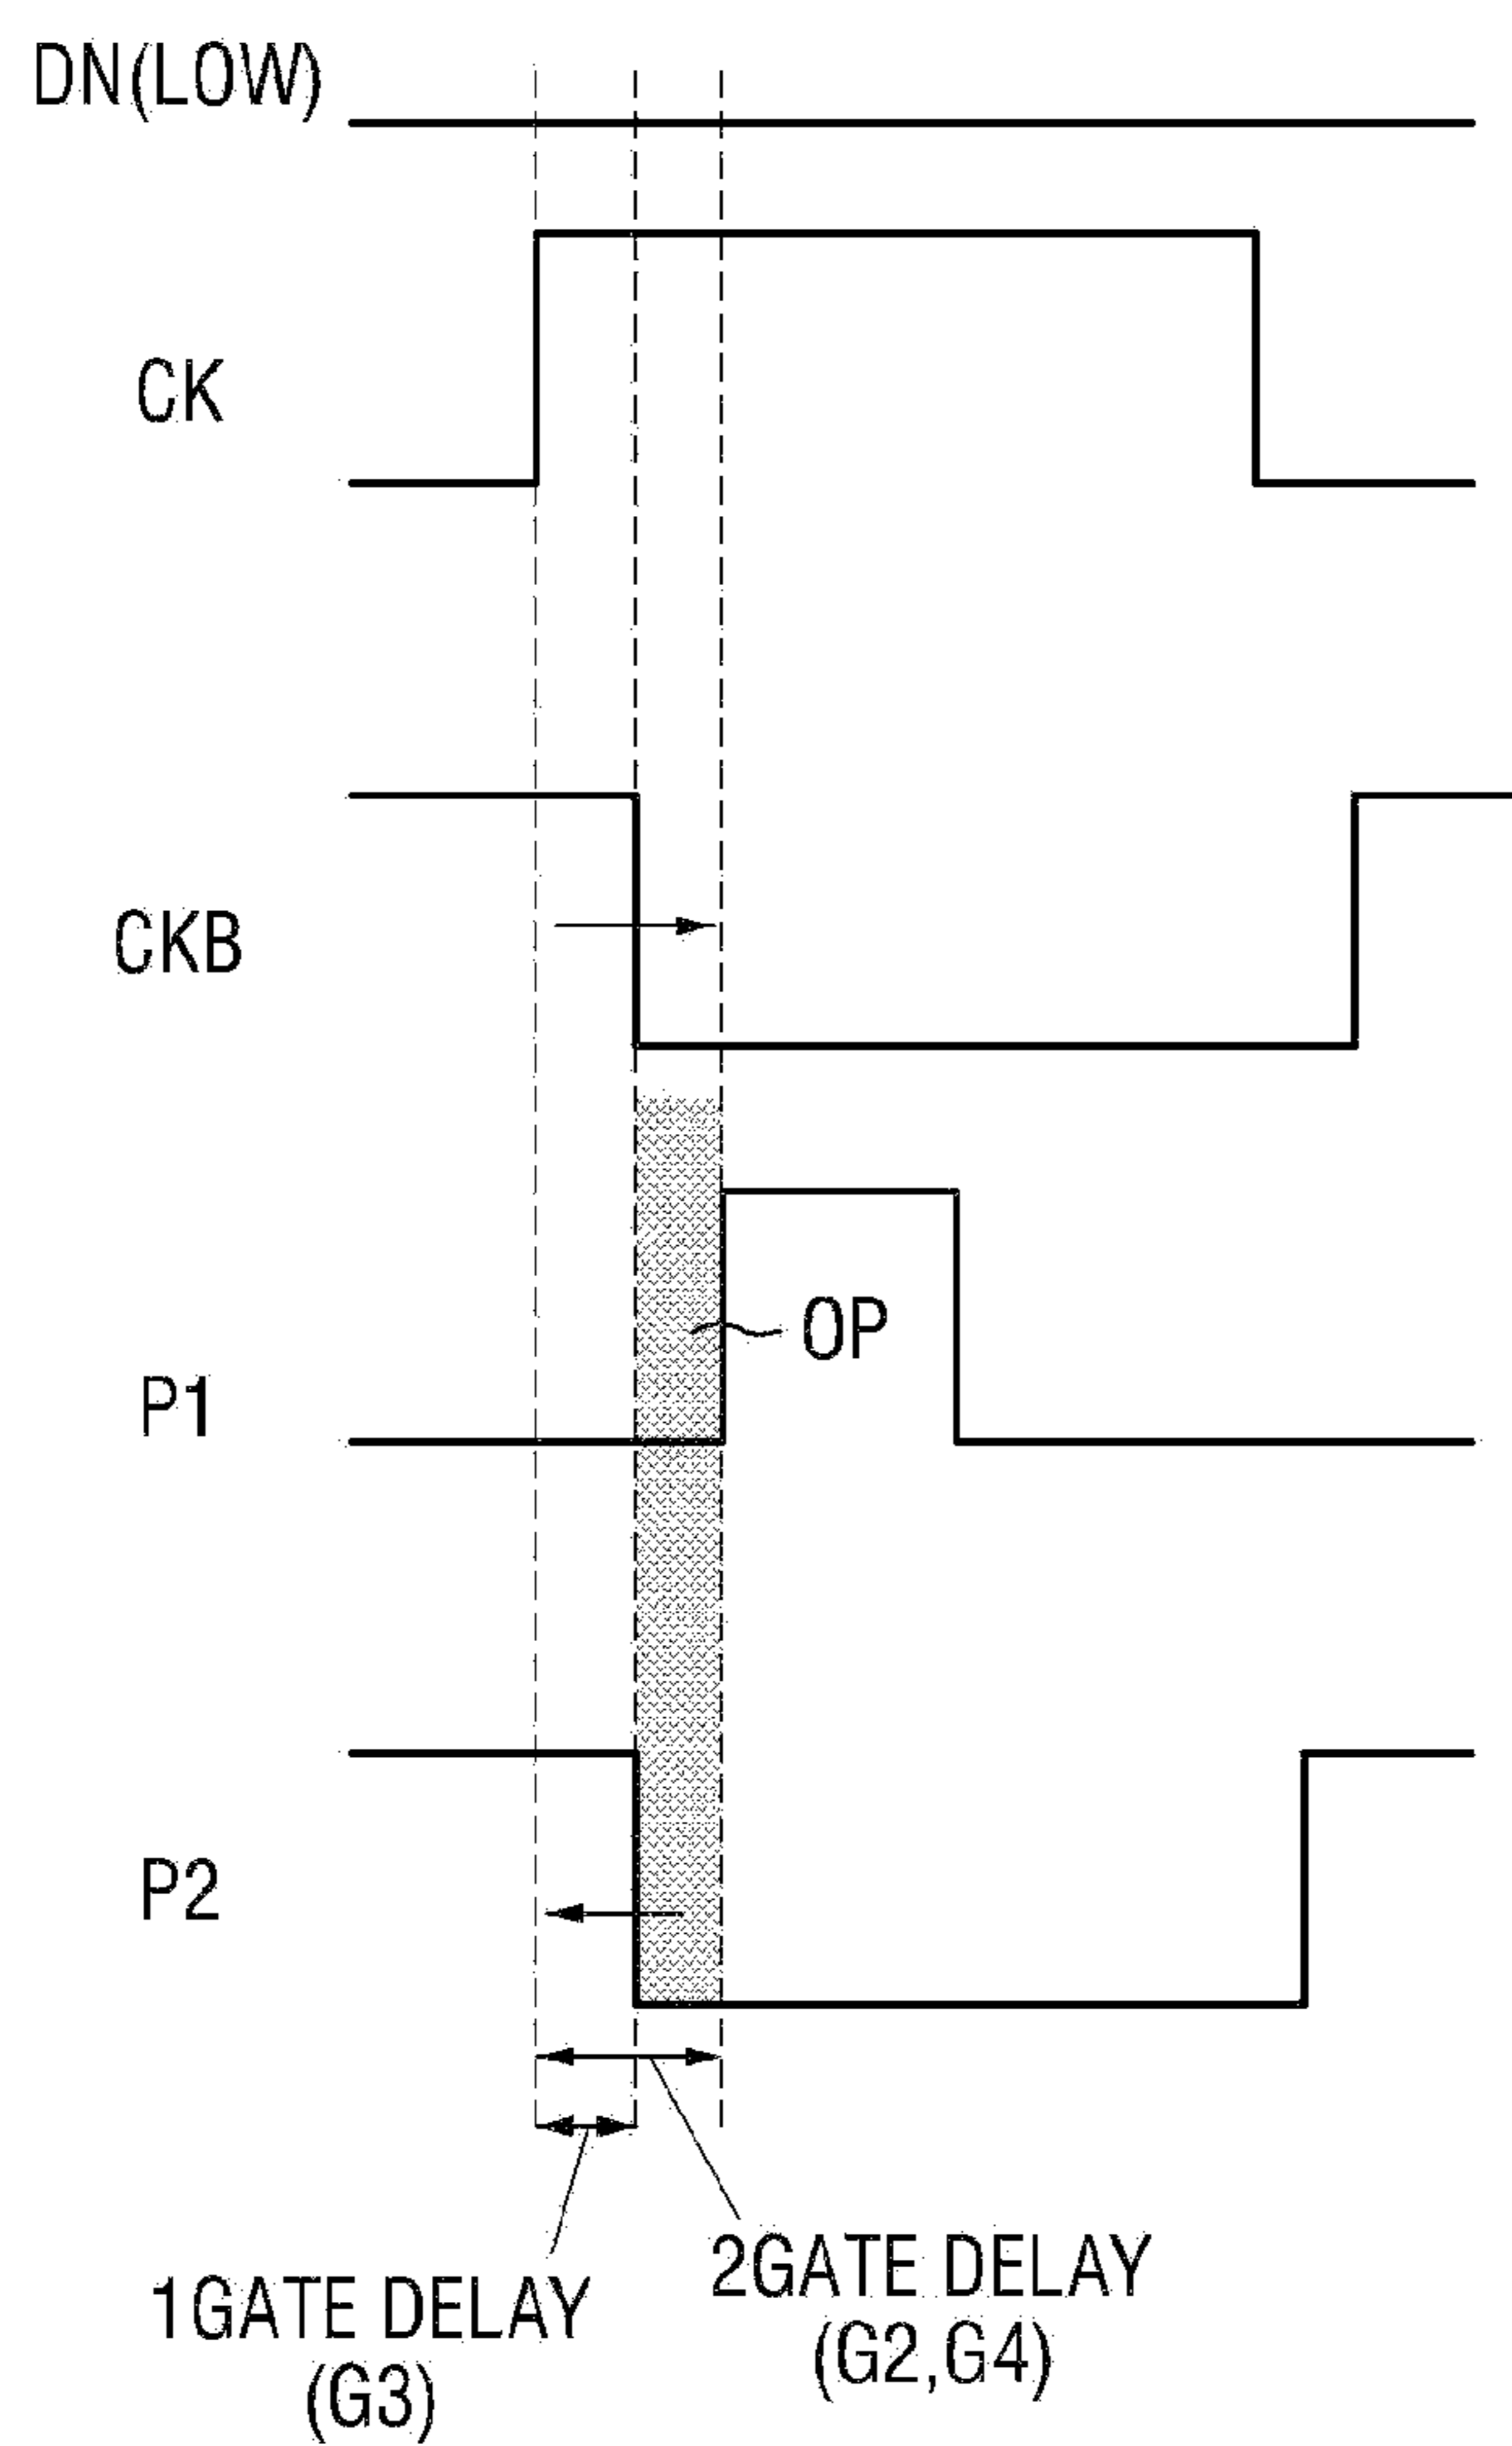 DN(LOW)
CK
CKB
OP
P1
P2
1GATE DELAY
(G3)
2GATE DELAY
(G2,G4)